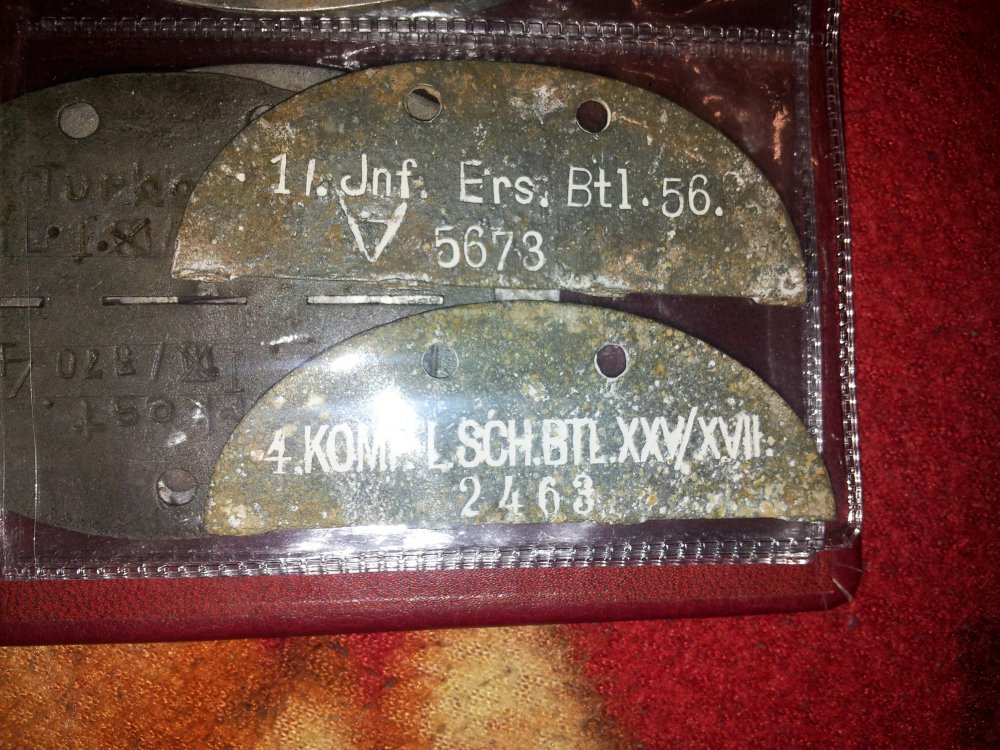 1/. Jnf. Ers. Btl. 56.
A
5673
4.KOMP.L.SCH.BTL.XXV/XVII.
2463